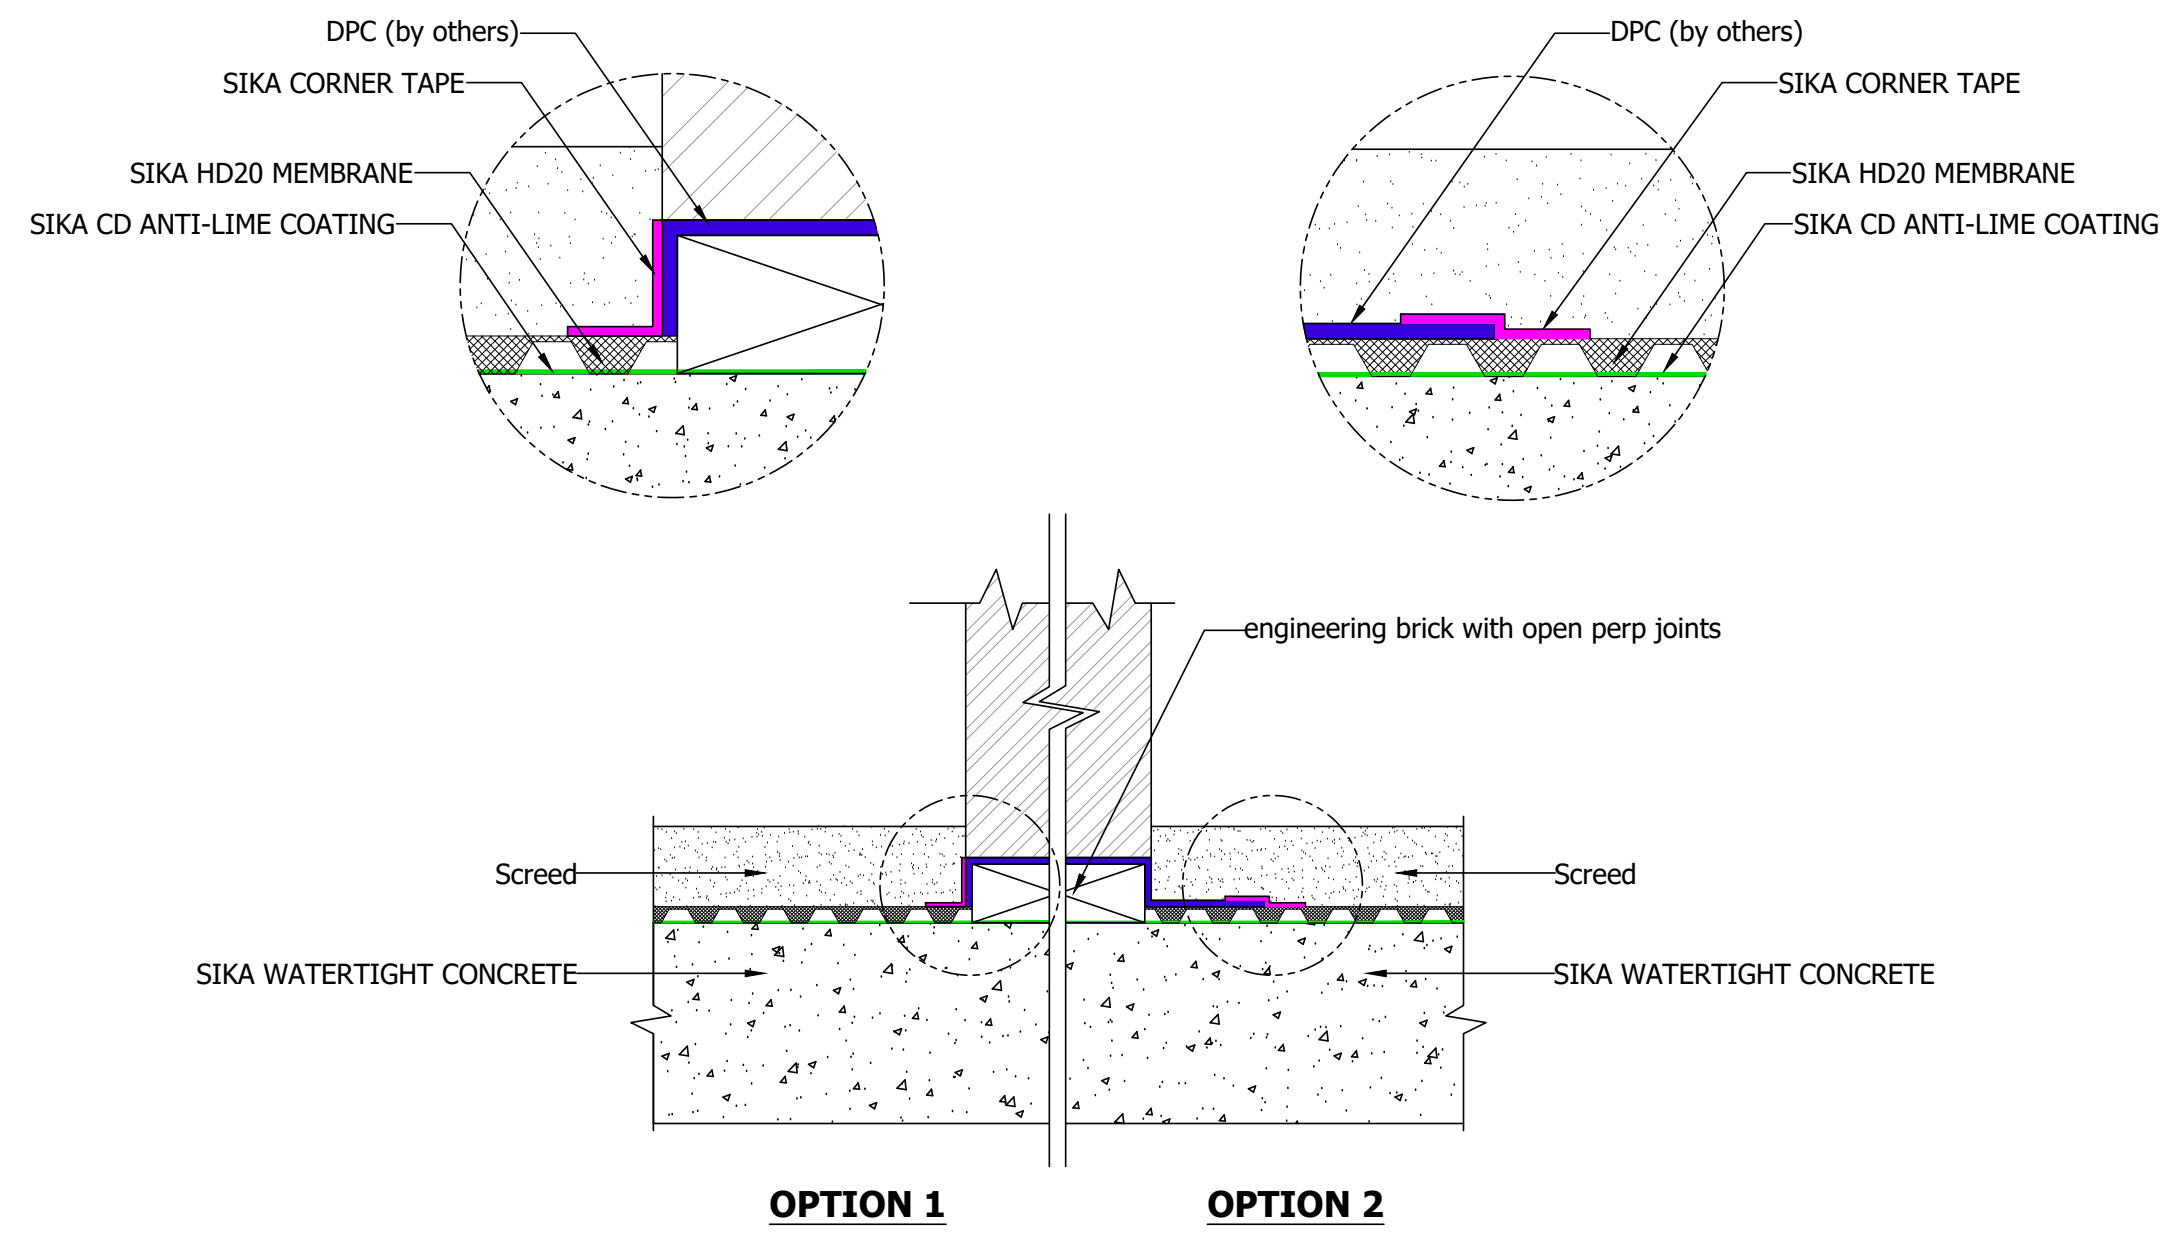 DPC (by others)
SIKA CORNER TAPE
SIKA HD20 MEMBRANE
SIKA CD ANTI-LIME COATING
DPC (by others)
SIKA CORNER TAPE
SIKA HD20 MEMBRANE
SIKA CD ANTI-LIME COATING
engineering brick with open perp joints
Screed
Screed
SIKA WATERTIGHT CONCRETE
SIKA WATERTIGHT CONCRETE
OPTION 1
OPTION 2